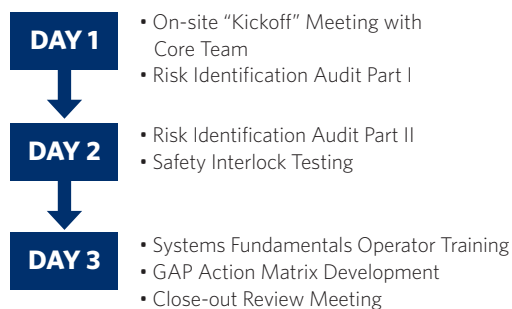 DAY 1
• On-site “Kickoff” Meeting with
Core Team
• Risk Identification Audit Part I
DAY 2
• Risk Identification Audit Part II
• Safety Interlock Testing
DAY 3
• Systems Fundamentals Operator Training
• GAP Action Matrix Development
• Close-out Review Meeting